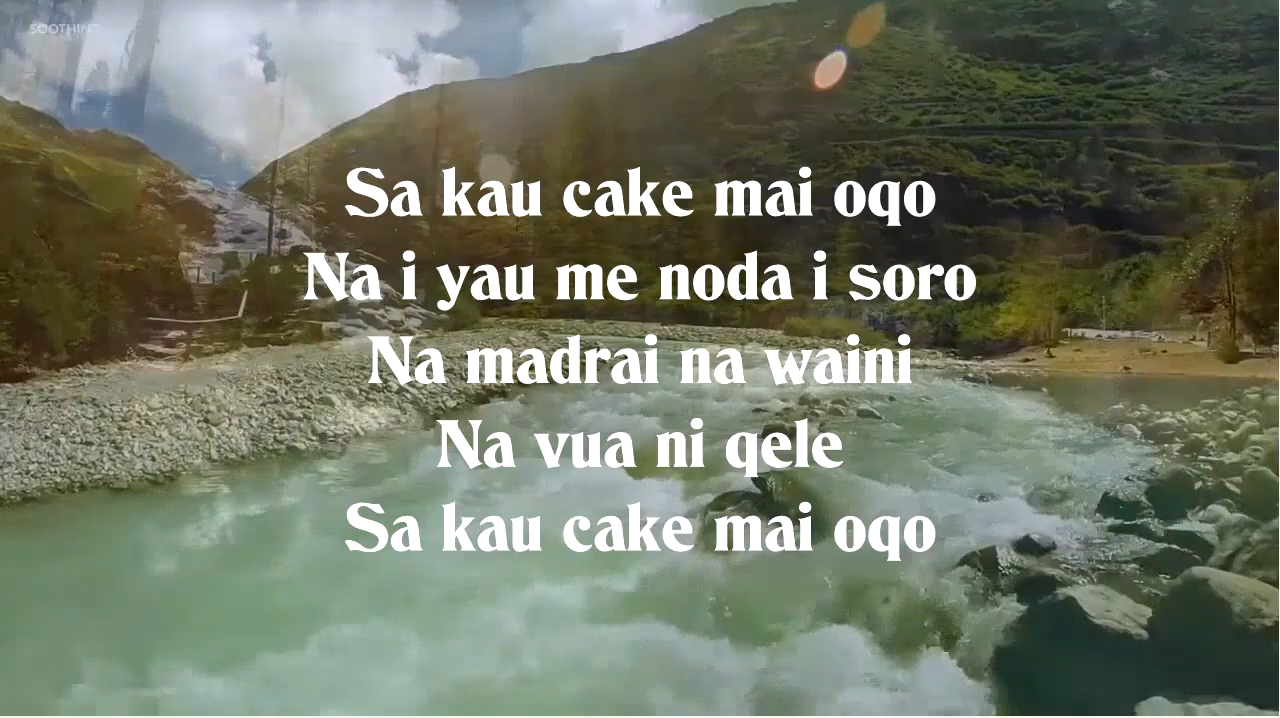 Sa kau cake mai oqo
Na i yau me noda i soro
Na madrai na waini
Na vua ni qele
Sa kau cake mai oqo